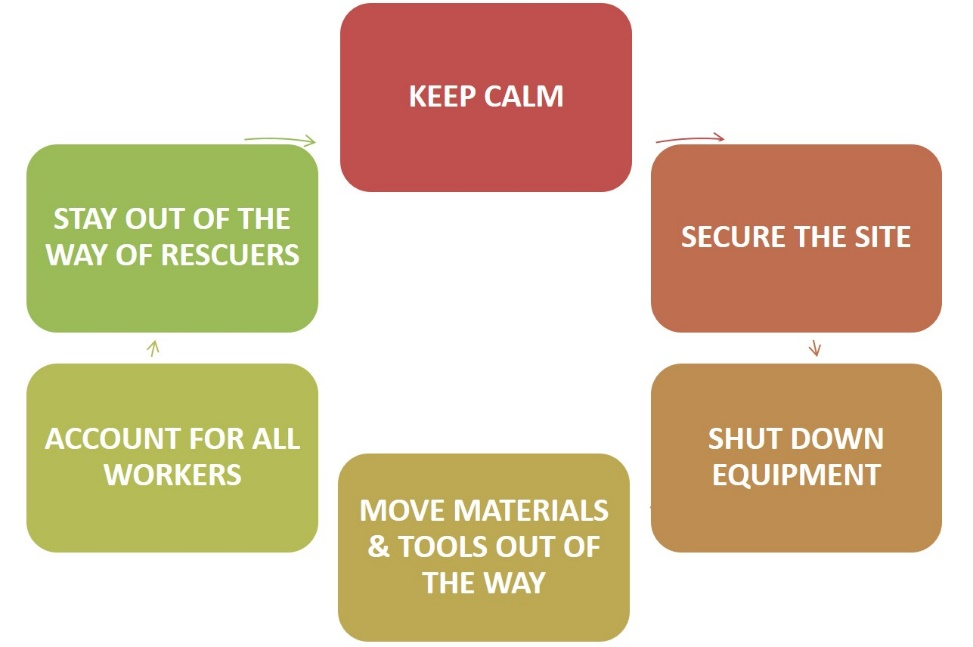 KEEP CALM
SECURE THE SITE
SHUT DOWN
EQUIPMENT
MOVE MATERIALS
& TOOLS OUT OF
THE WAY
ACCOUNT FOR ALL
WORKERS
STAY OUT OF THE
WAY OF RESCUERS